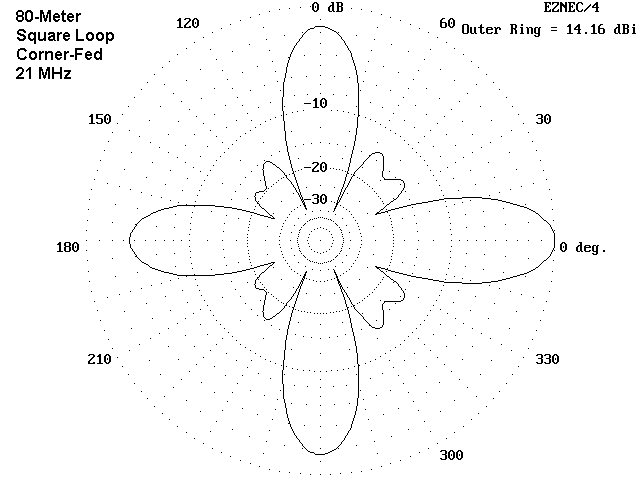 80-Meter
Square Loop
Corner-Fed
21 MHz
0 dB
EZNEC/4
Outer Ring = 14.16 dBi
120
60
-10
150
30
-20
-30
180
0 deg.
210
330
300